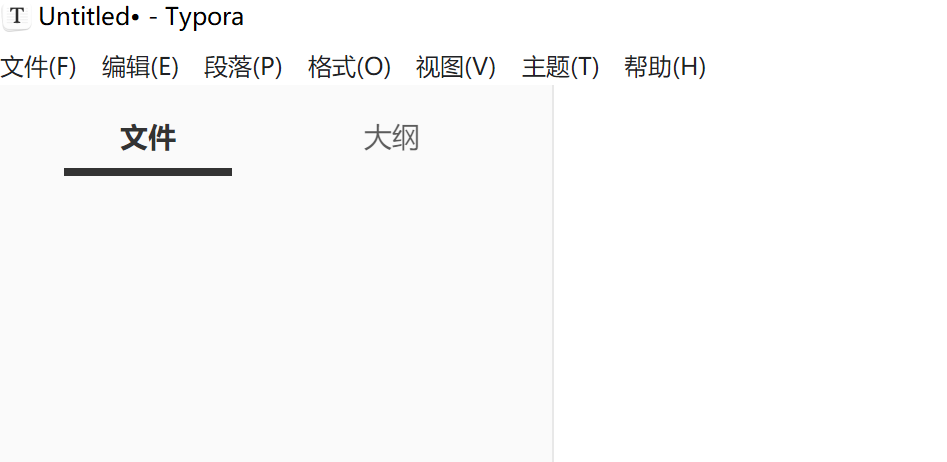 T Untitled• - Typora
文件(F) 编辑(E) 段落(P) 格式(O) 视图(V) 主题(T) 帮助(H)
文件 大纲